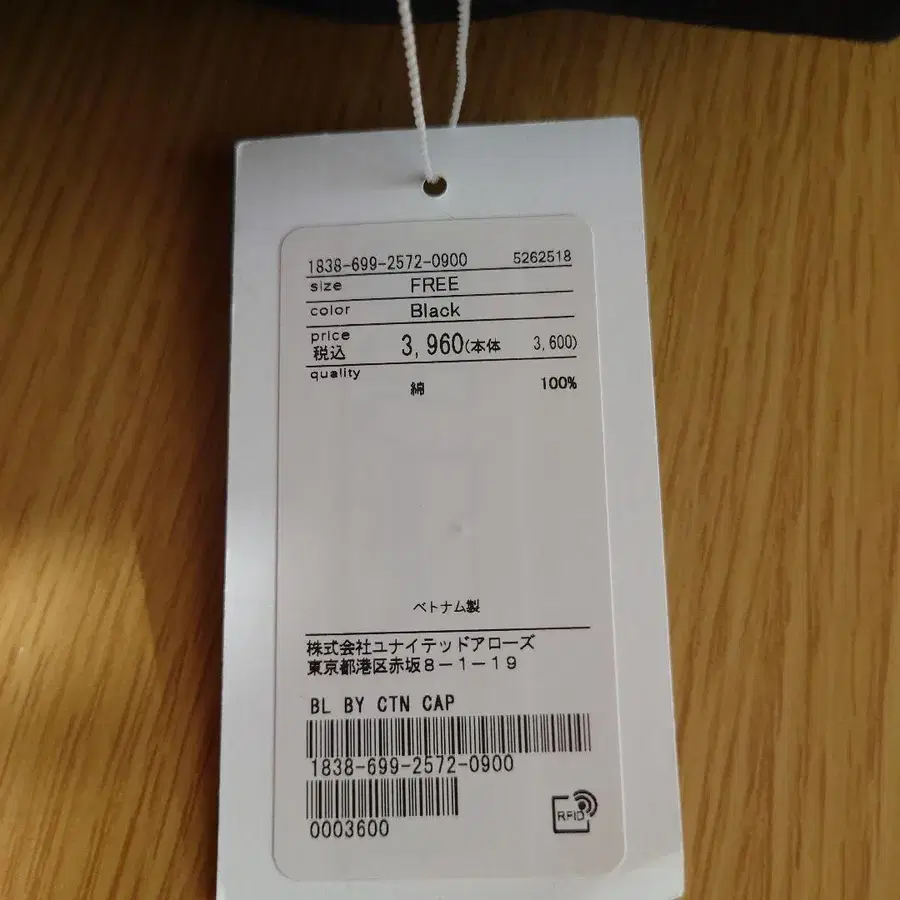 1838-699-2572-0900 5262518
size FREE
color Black
price
税込 3,960(本体 3,600)
quality
綿 100%
ベトナム製
株式会社ユナイテッドアローズ
東京都港区赤坂8-1-19
BL BY CTN CAP
1838-699-2572-0900
0003600
RFID